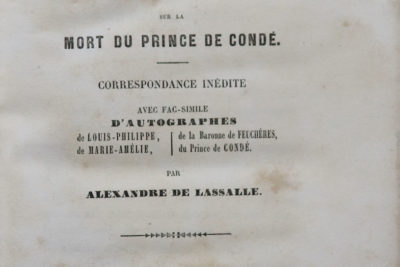 SUR LA
MORT DU PRINCE DE CONDÉ.
CORRESPONDANCE INÉDITE
AVEC FAC-SIMILE
D'AUTOGRAPHES
de LOUIS-PHILIPPE, de la Baronne de FEUCHÈRES,
de MARIE-AMÉLIE, du Prince de CONDÉ.
PAR
ALEXANDRE DE LASSALLE.